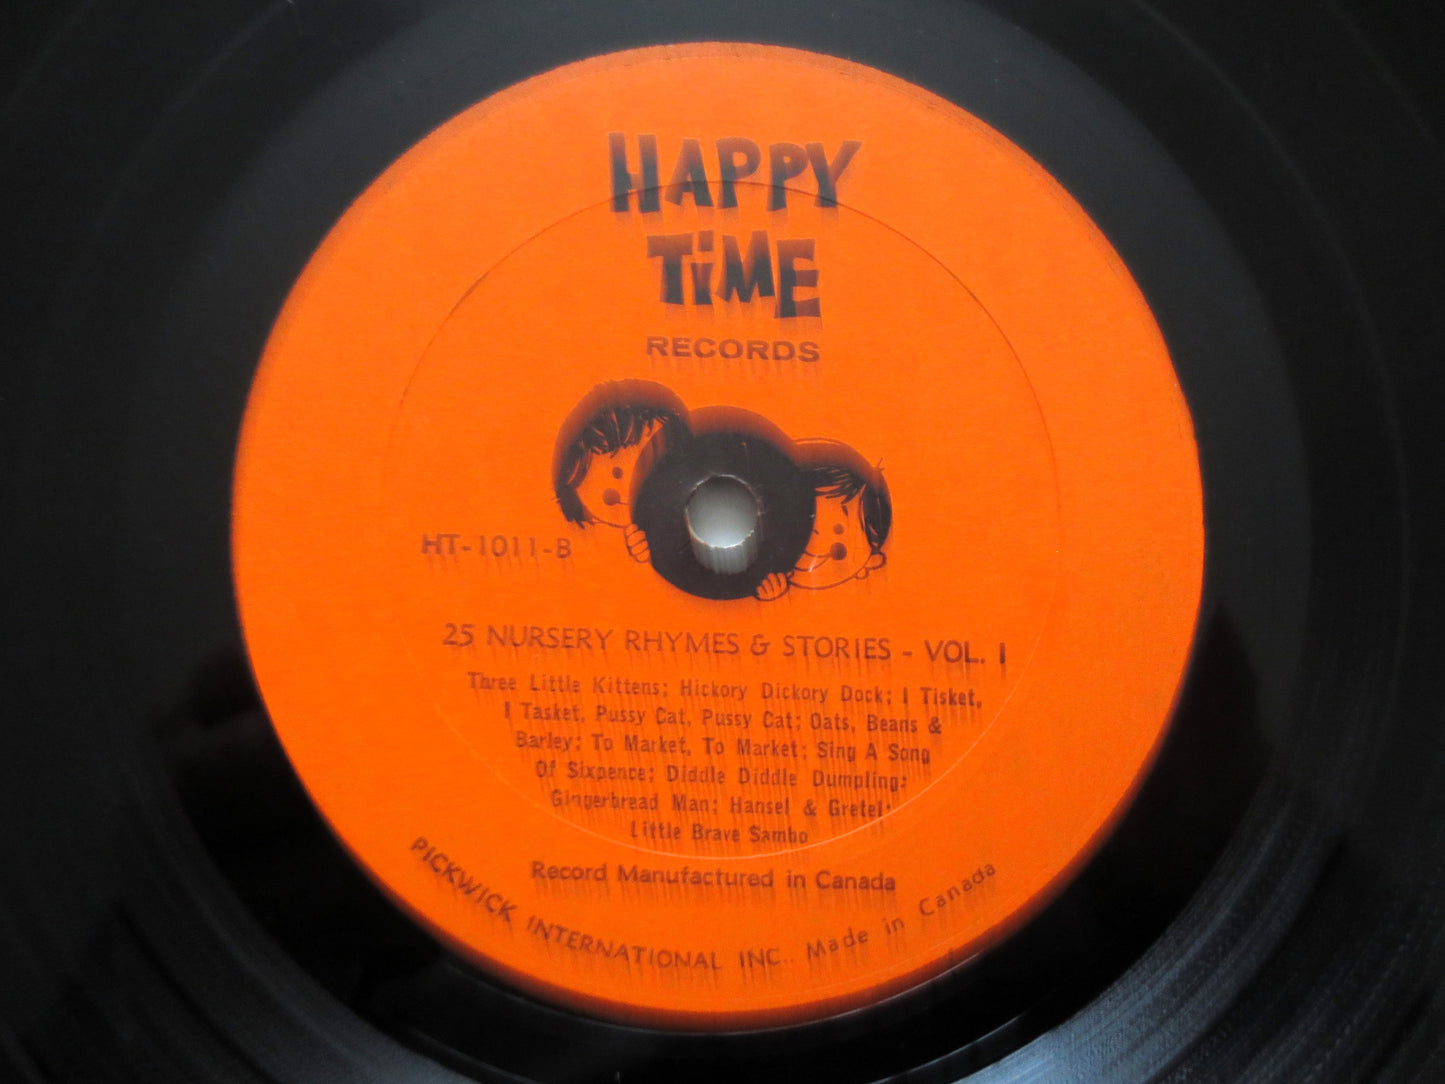 HAPPY
TiME
RECORDS
HT-1011-B
25 NURSERY RHYMES & STORIES - VOL. I
Three Little Kittens; Hickory Dickory Dock; I Tisket,
I Tasket, Pussy Cat, Pussy Cat; Oats, Beans &
Barley; To Market, To Market; Sing A Song
Of Sixpence; Diddle Diddle Dumpling;
Gingerbread Man; Hansel & Gretel;
Little Brave Sambo
Record Manufactured in Canada
PICKWICK INTERNATIONAL INC., Made in Canada